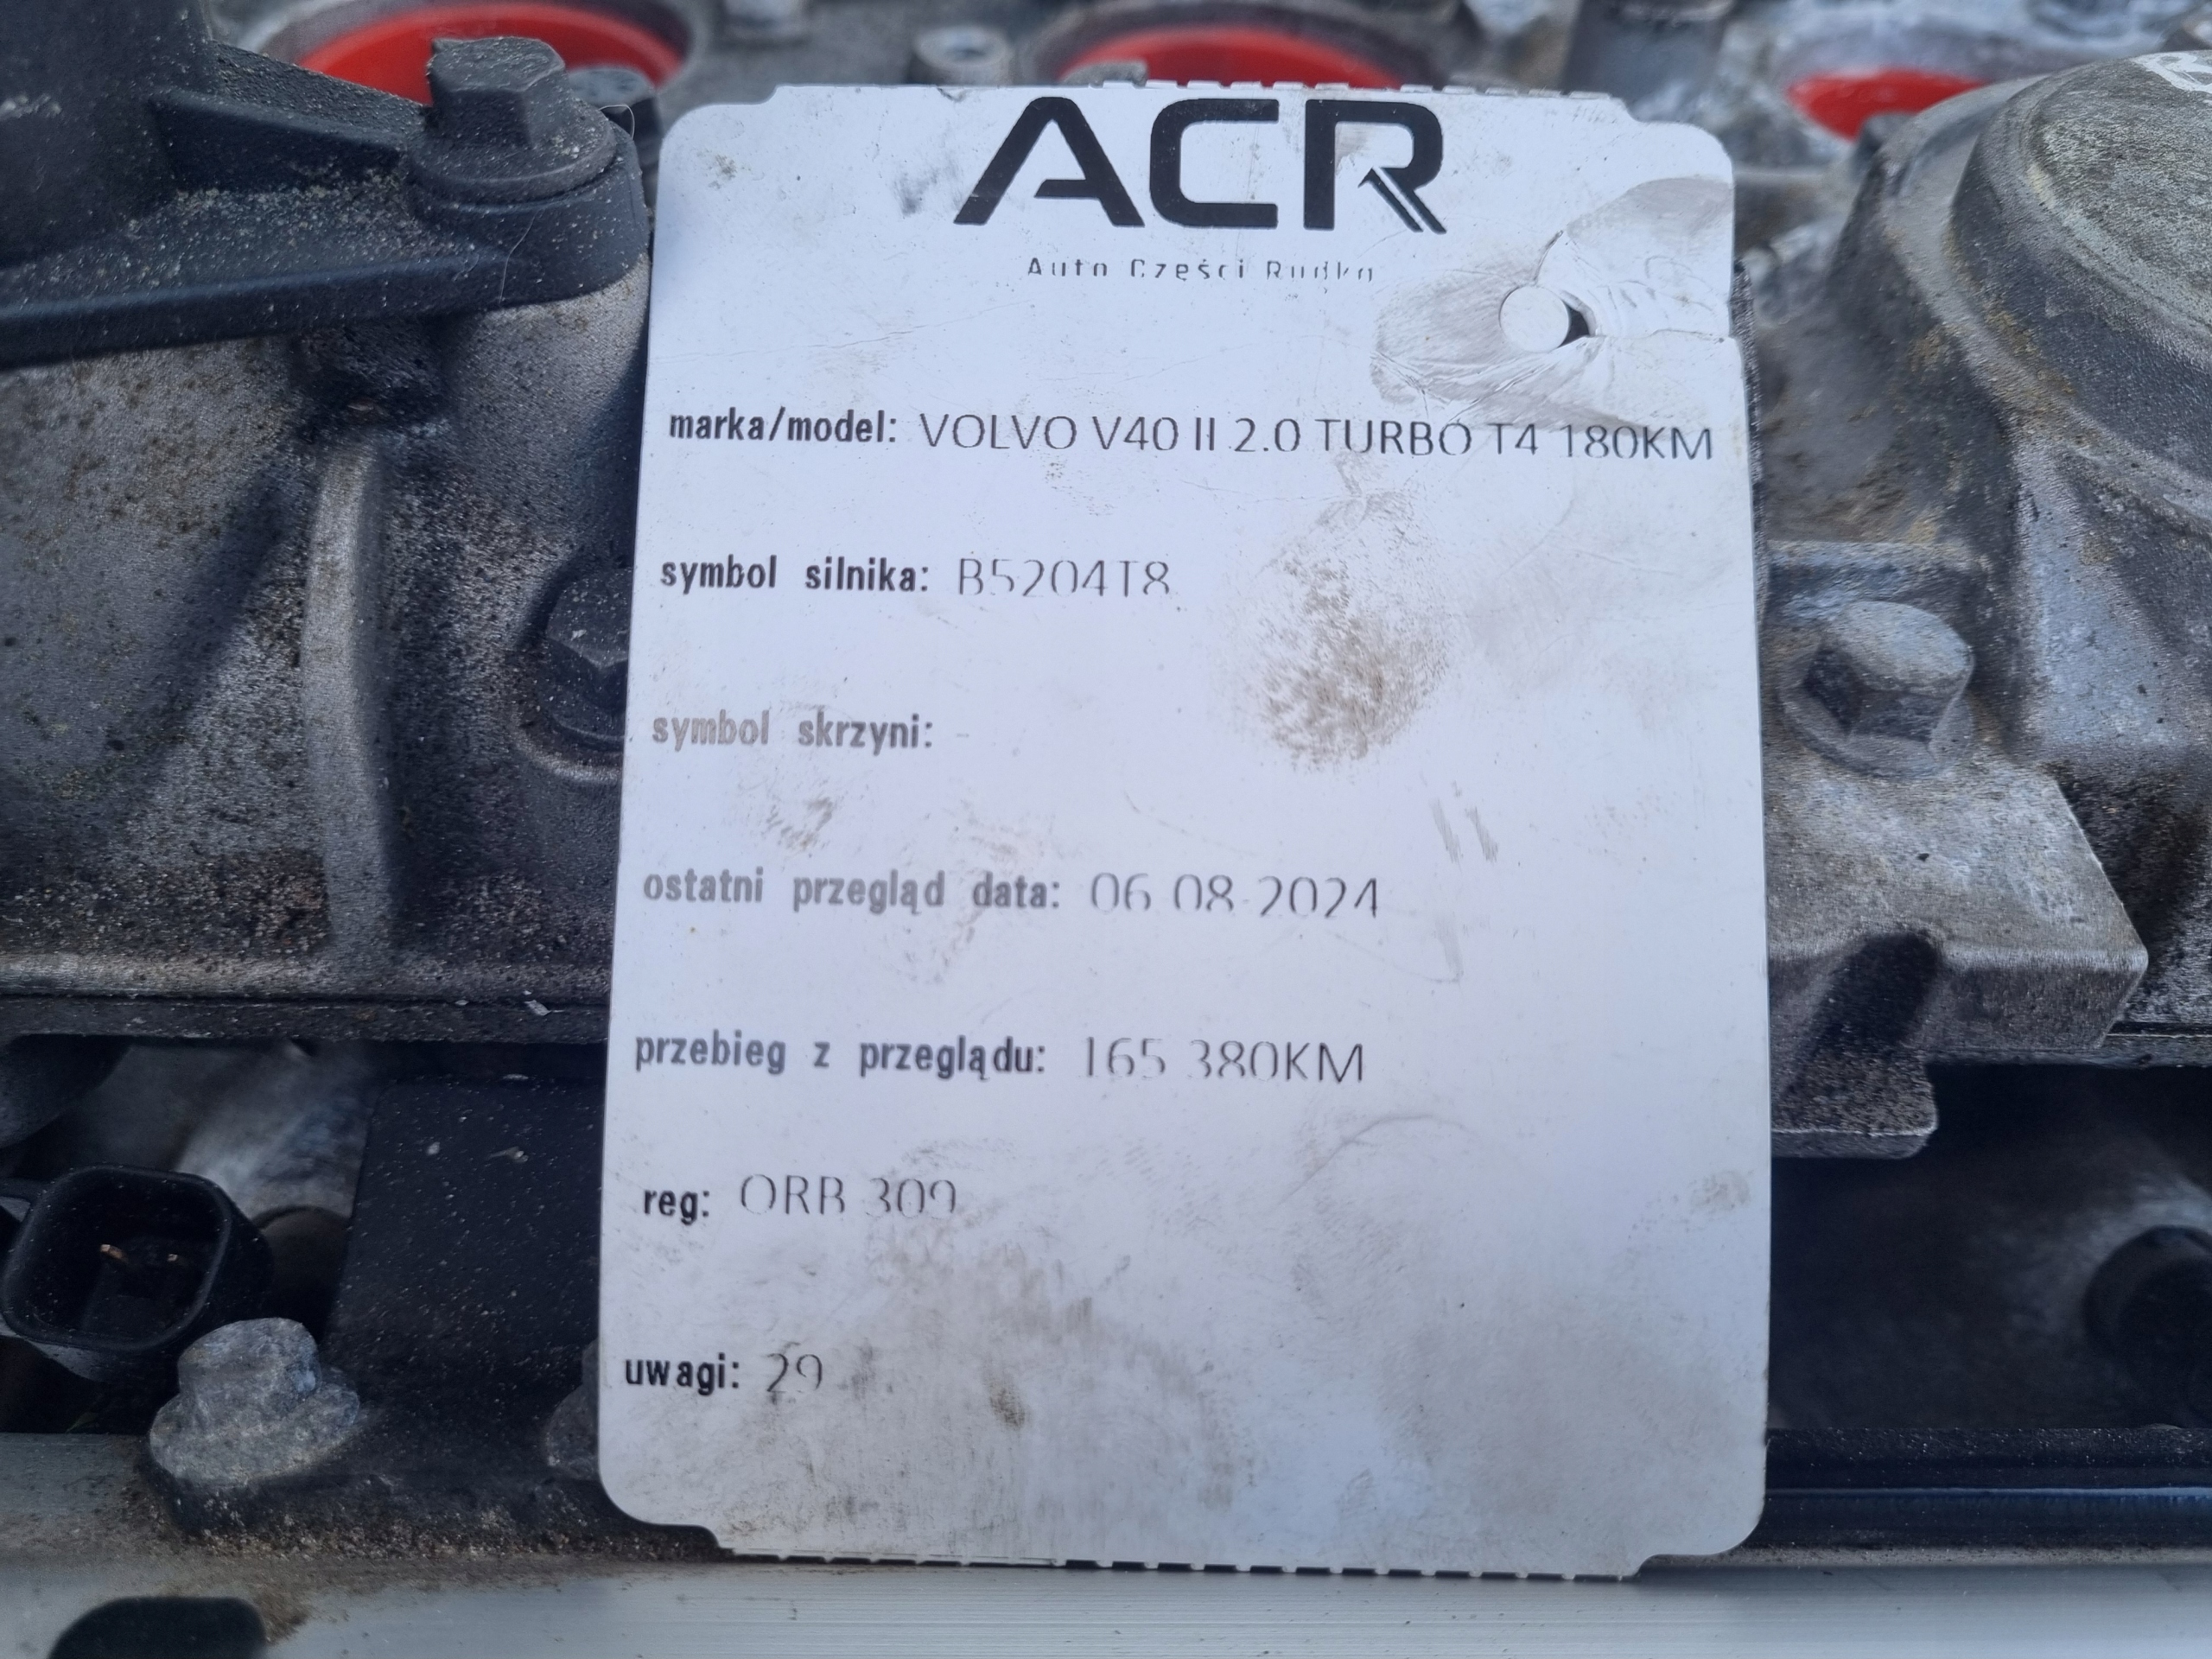 ACR
Auto Części Rudka
marka/model: VOLVO V40 II 2.0 TURBO T4 180KM
symbol silnika: B5204T8
symbol skrzyni: -
ostatni przegląd data: 06-08-2024
przebieg z przeglądu: 165 380KM
reg: ORB 309
uwagi: 29